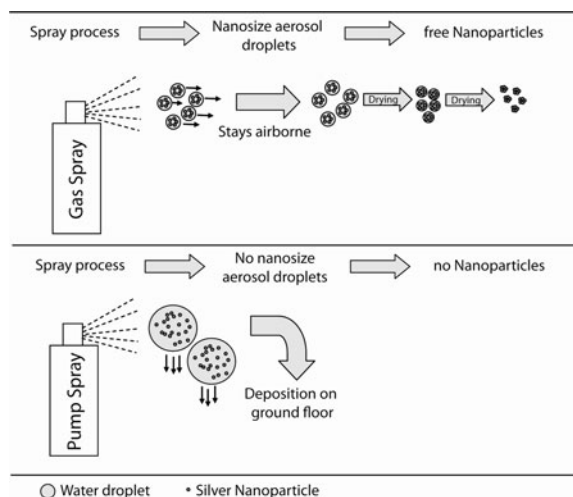 Spray process
Nanosize aerosol
droplets
free Nanoparticles
Gas Spray
Stays airborne
Drying
Drying
Spray process
No nanosize
aerosol droplets
no Nanoparticles
Pump Spray
Deposition on
ground floor
Water droplet
Silver Nanoparticle